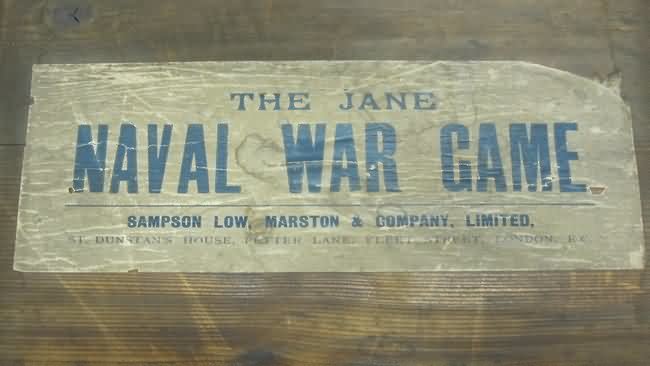 THE JANE
NAVAL WAR GAME
SAMPSON LOW, MARSTON & COMPANY, LIMITED,
ST. DUNSTAN'S HOUSE, FETTER LANE, FLEET STREET, LONDON, E.C.